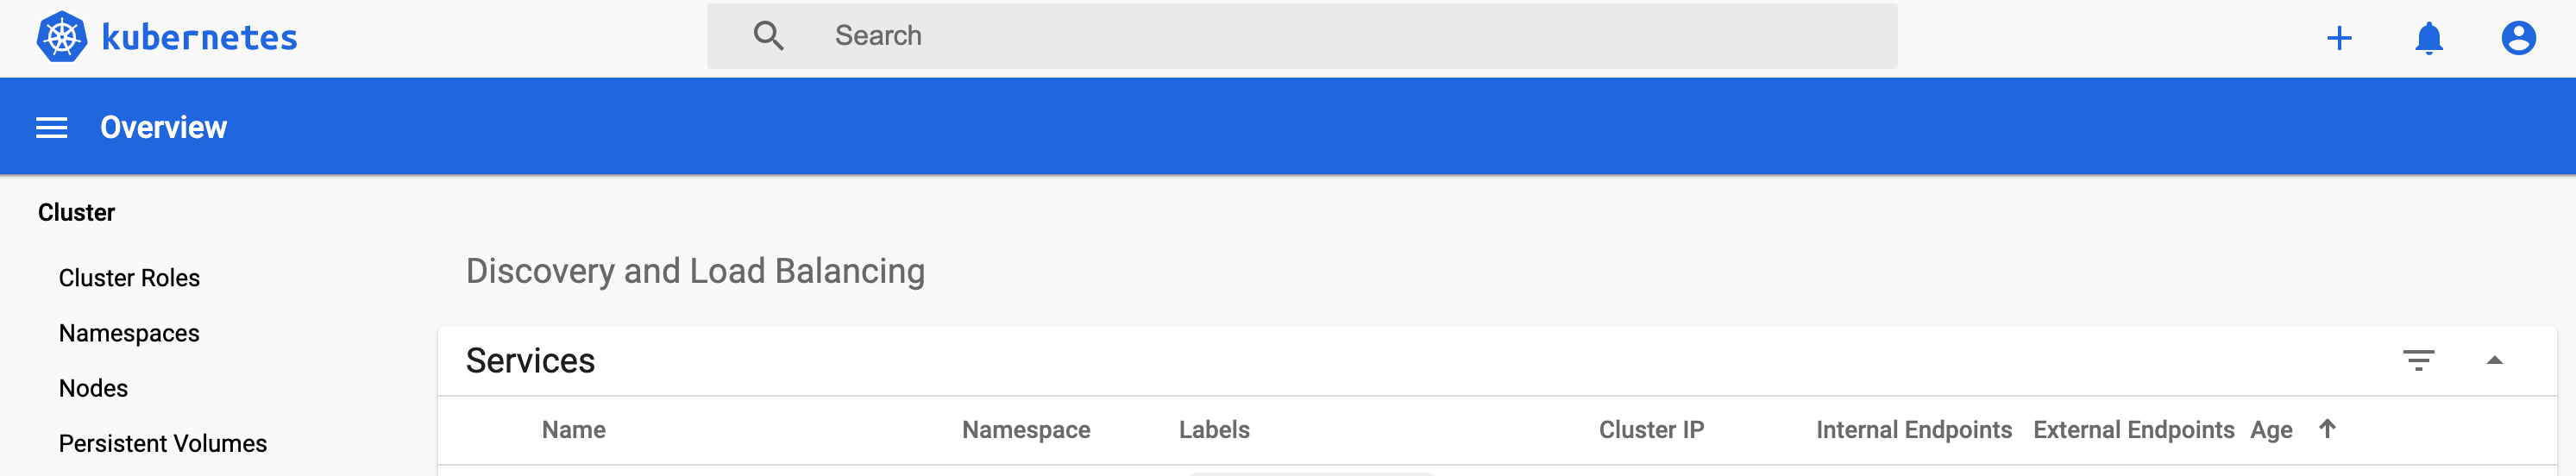 kubernetes
Search
Overview
Cluster
Cluster Roles
Namespaces
Nodes
Persistent Volumes
Discovery and Load Balancing
Services
Name Namespace Labels Cluster IP Internal Endpoints External Endpoints Age